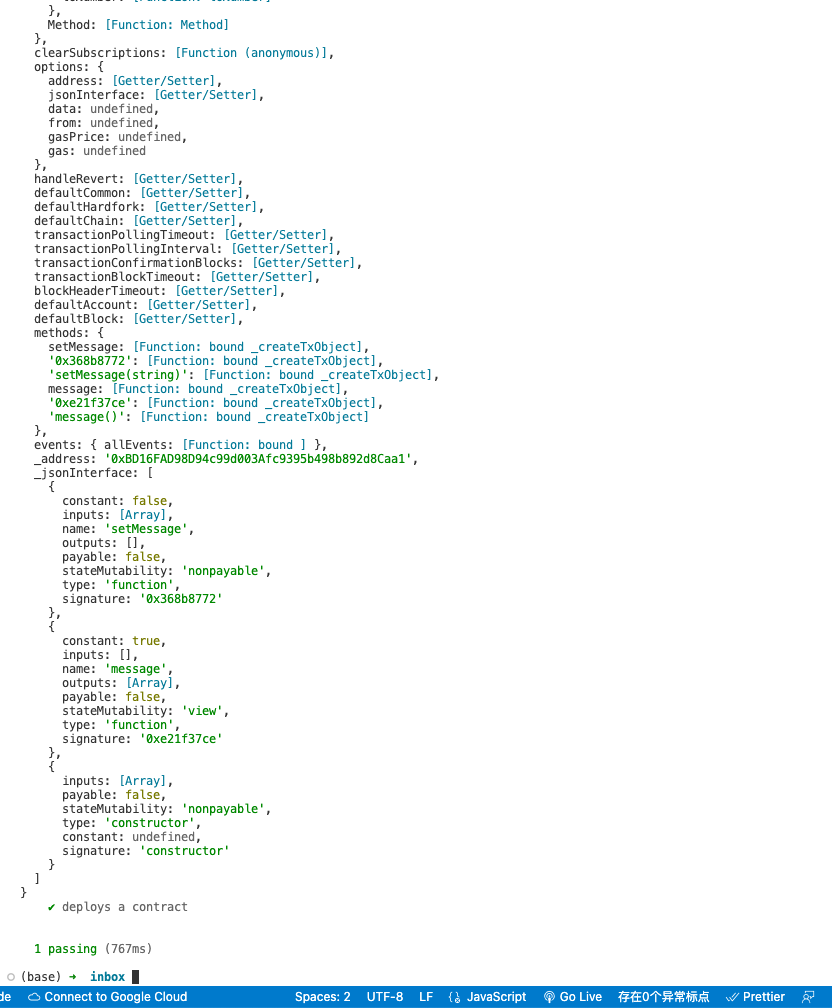 },
Method: [Function: Method]
},
clearSubscriptions: [Function (anonymous)],
options: {
address: [Getter/Setter],
jsonInterface: [Getter/Setter],
data: undefined,
from: undefined,
gasPrice: undefined,
gas: undefined
},
handleRevert: [Getter/Setter],
defaultCommon: [Getter/Setter],
defaultHardfork: [Getter/Setter],
defaultChain: [Getter/Setter],
transactionPollingTimeout: [Getter/Setter],
transactionPollingInterval: [Getter/Setter],
transactionConfirmationBlocks: [Getter/Setter],
transactionBlockTimeout: [Getter/Setter],
blockHeaderTimeout: [Getter/Setter],
defaultAccount: [Getter/Setter],
defaultBlock: [Getter/Setter],
methods: {
setMessage: [Function: bound _createTxObject],
'0x368b8772': [Function: bound _createTxObject],
'setMessage(string)': [Function: bound _createTxObject],
message: [Function: bound _createTxObject],
'0xe21f37ce': [Function: bound _createTxObject],
'message()': [Function: bound _createTxObject]
},
events: { allEvents: [Function: bound ] },
_address: '0xBD16FAD98D94c99d003Afc9395b498b892d8Caa1',
_jsonInterface: [
{
constant: false,
inputs: [Array],
name: 'setMessage',
outputs: [],
payable: false,
stateMutability: 'nonpayable',
type: 'function',
signature: '0x368b8772'
},
{
constant: true,
inputs: [],
name: 'message',
outputs: [Array],
payable: false,
stateMutability: 'view',
type: 'function',
signature: '0xe21f37ce'
},
{
inputs: [Array],
payable: false,
stateMutability: 'nonpayable',
type: 'constructor',
constant: undefined,
signature: 'constructor'
}
]
}
✔ deploys a contract
1 passing (767ms)
(base) ➜ inbox
de Connect to Google Cloud Spaces: 2 UTF-8 LF JavaScript Go Live 存在0个异常标点 Prettier